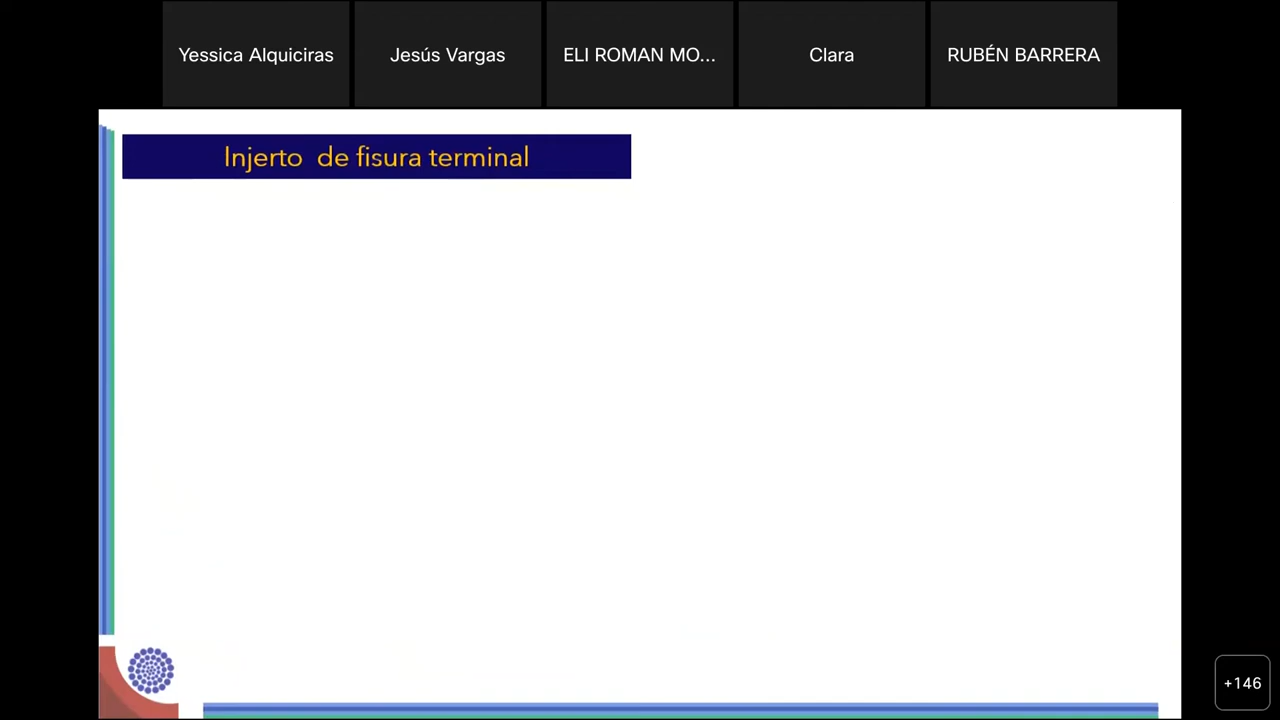 Yessica Alquiciras
Jesús Vargas
ELI ROMAN MO...
Clara
RUBÉN BARRERA
Injerto de fisura terminal
+146